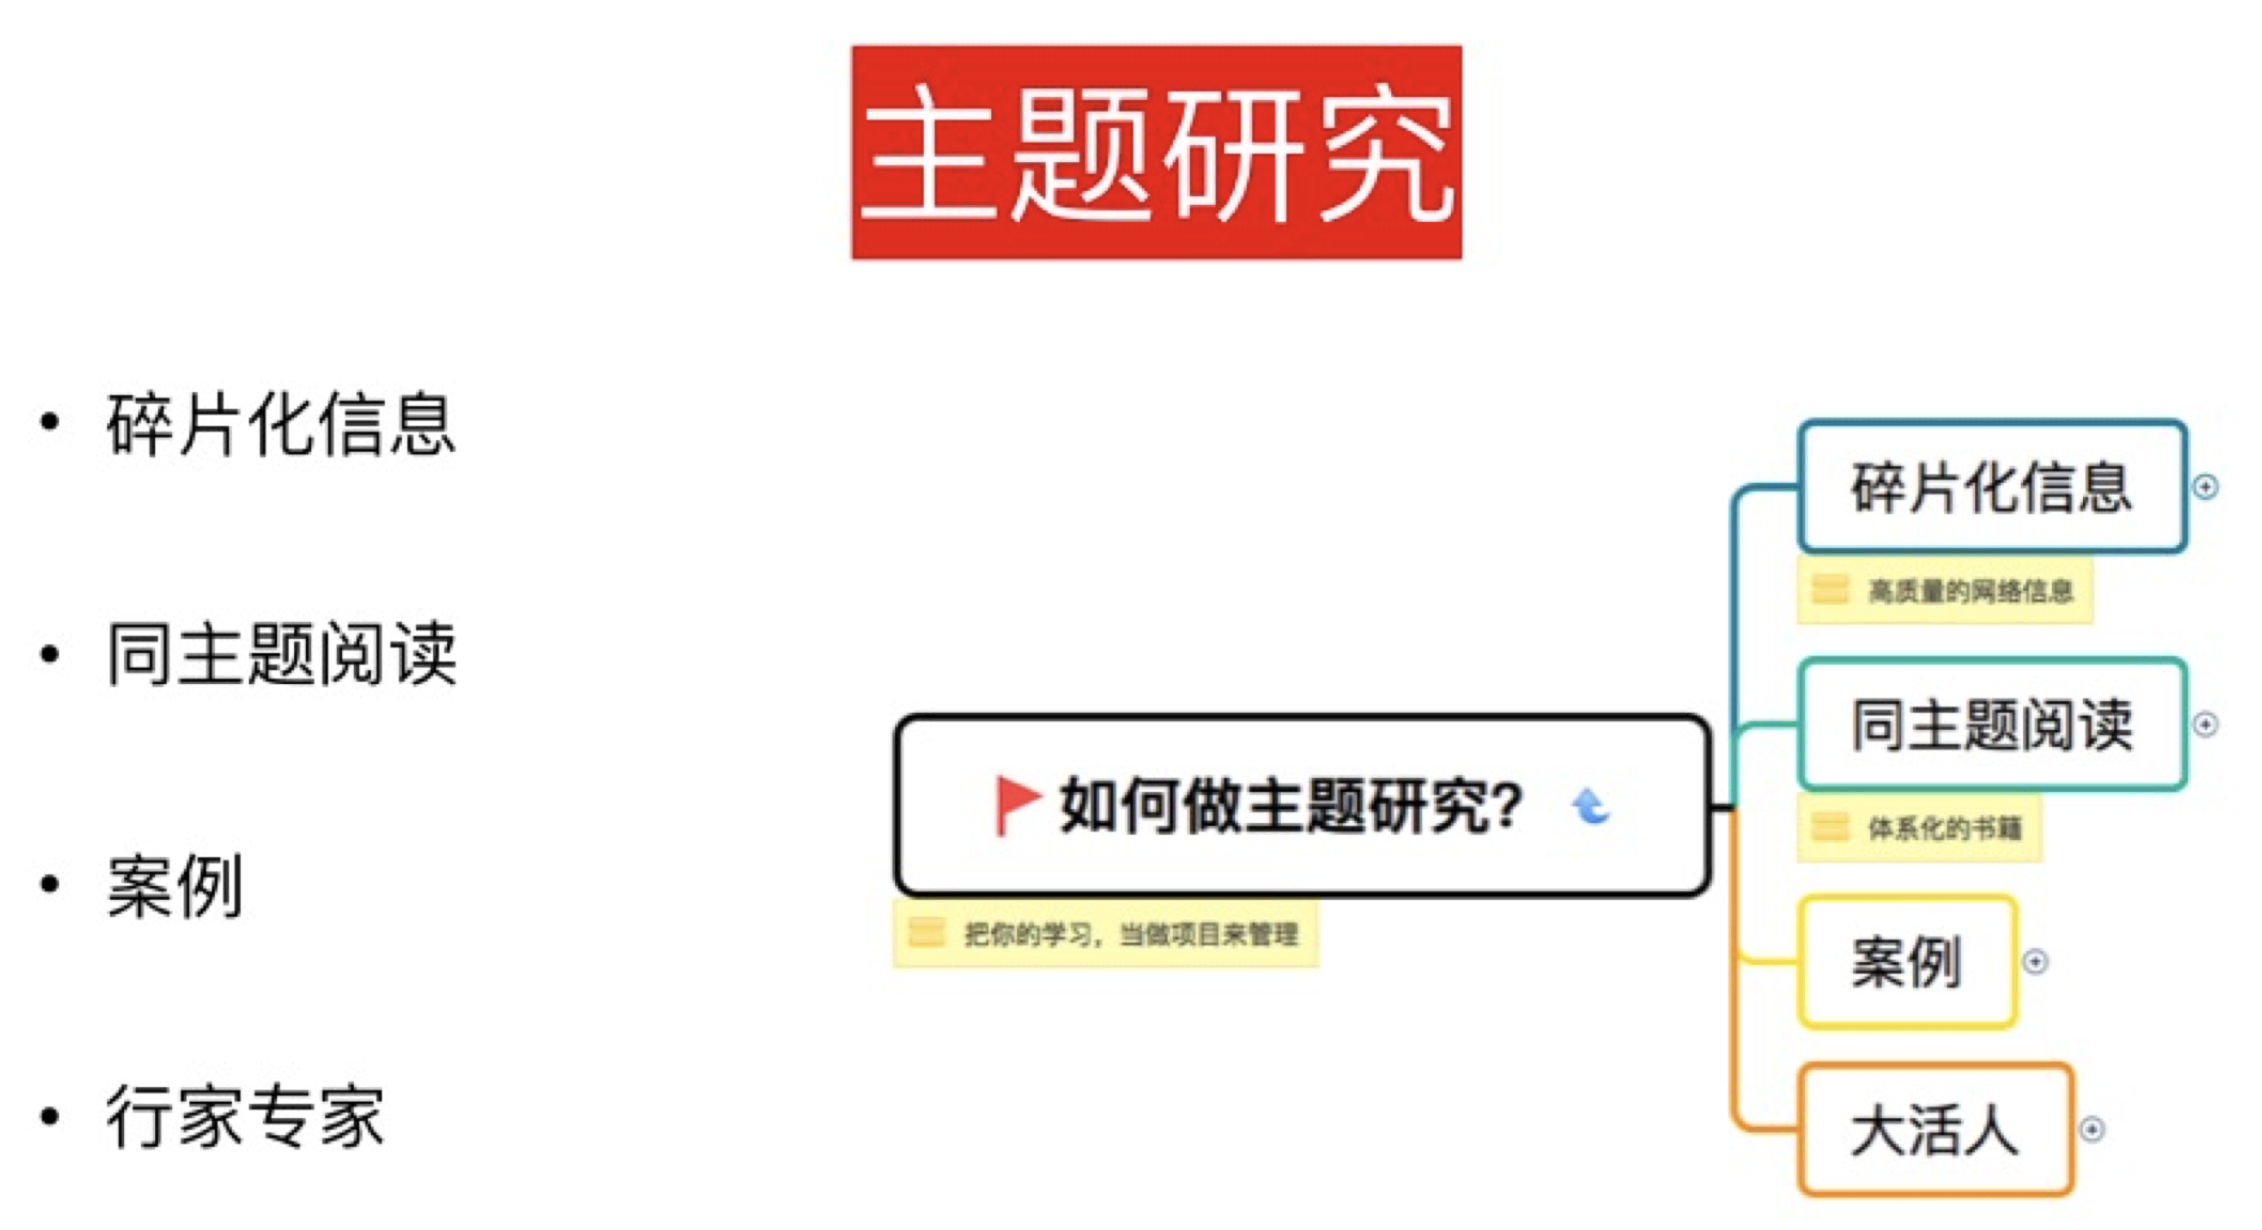 主题研究
• 碎片化信息
• 同主题阅读
• 案例
• 行家专家
如何做主题研究?
把你的学习，当做项目来管理
碎片化信息
高质量的网络信息
同主题阅读
体系化的书籍
案例
大活人